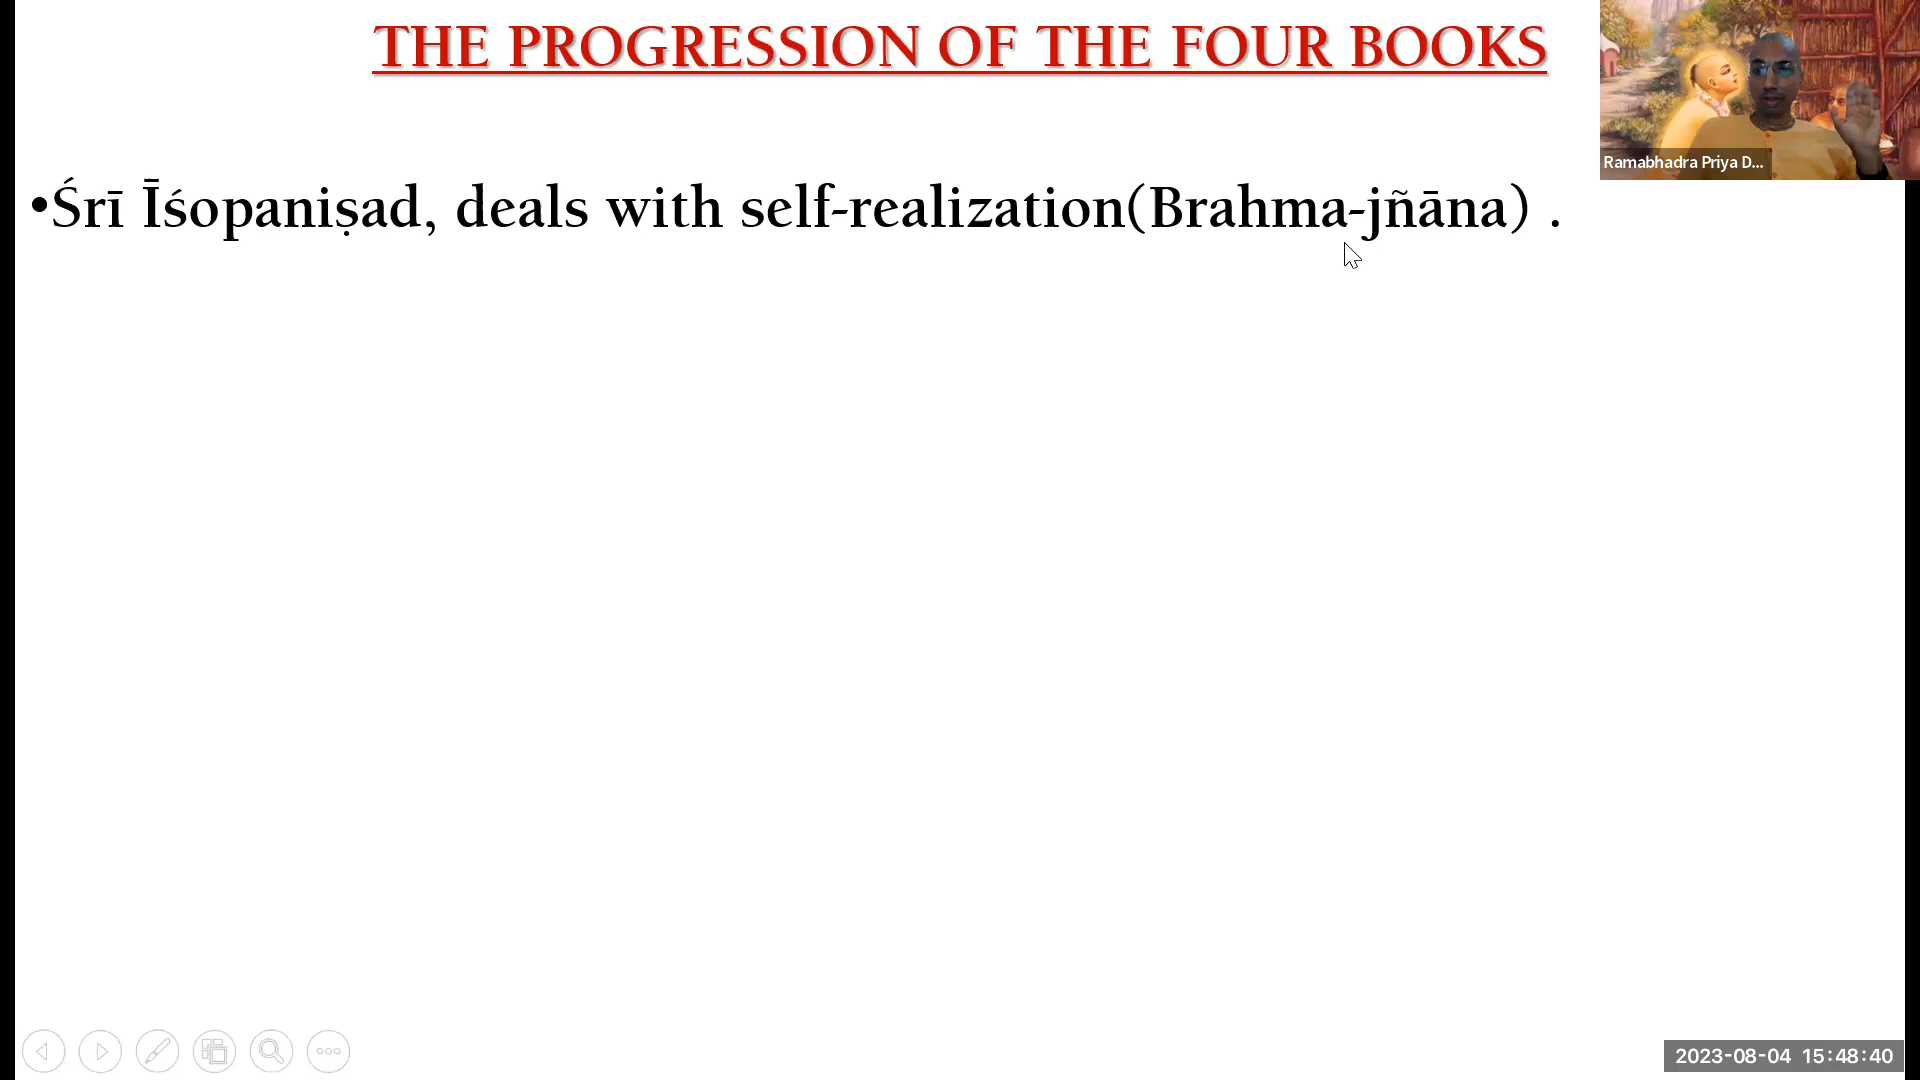 THE PROGRESSION OF THE FOUR BOOKS
Ramabhadra Priya D...
•Śrī Īśopaniṣad, deals with self-realization(Brahma-jñāna) .
2023-08-04 15:48:40